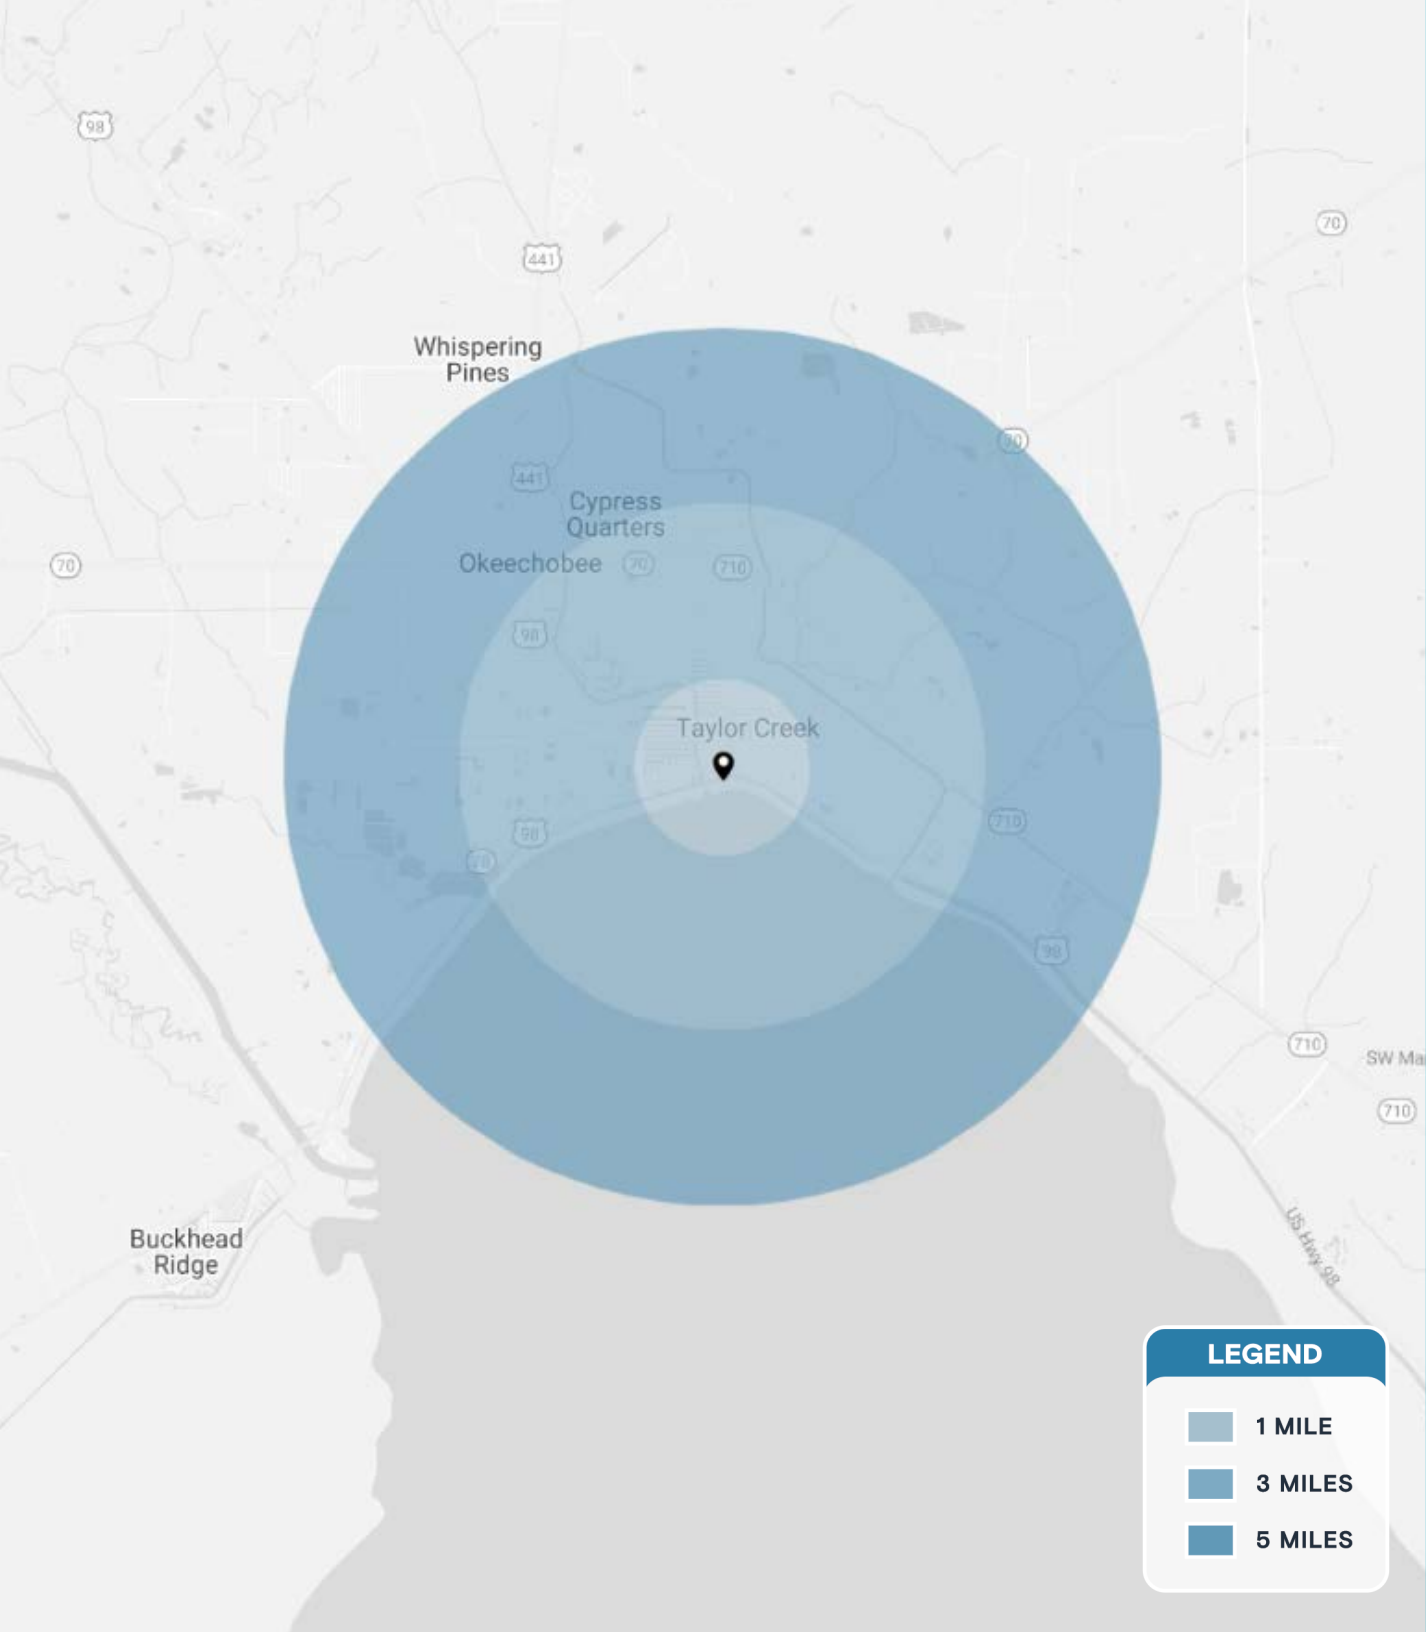 98
70
441
Whispering
Pines
70
441
Cypress
Quarters
Okeechobee
70
710
70
98
Taylor Creek
710
98
98
710
SW Ma
710
US Hwy 98
Buckhead
Ridge
LEGEND
1 MILE
3 MILES
5 MILES